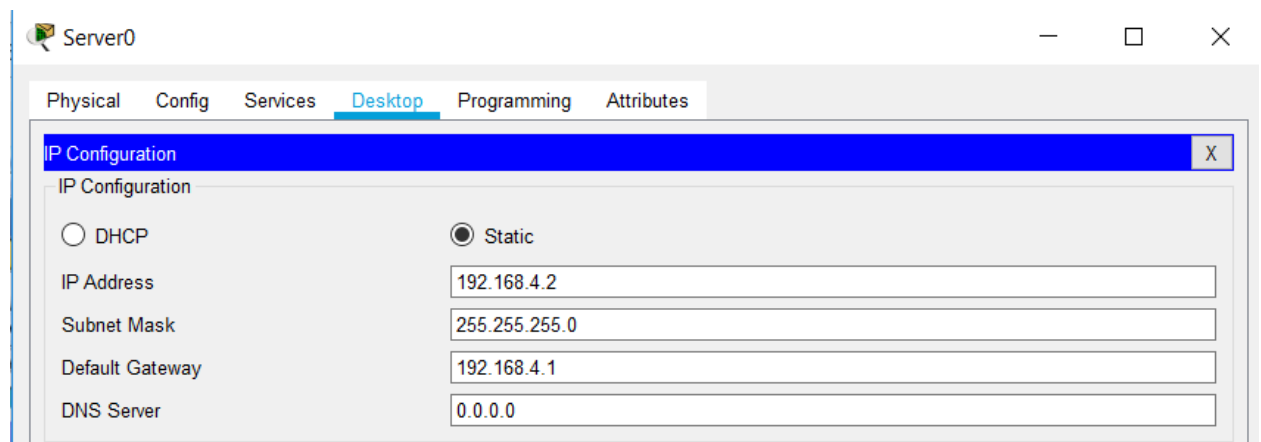 Server0
Physical Config Services Desktop Programming Attributes
IP Configuration X
IP Configuration
DHCP Static
IP Address 192.168.4.2
Subnet Mask 255.255.255.0
Default Gateway 192.168.4.1
DNS Server 0.0.0.0